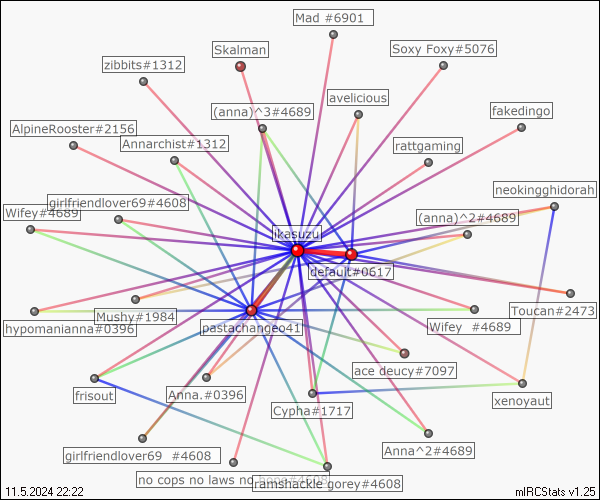 Mad #6901
Skalman
Soxy Foxy#5076
zibbits#1312
avelicious
(anna)^3#4689
fakedingo
AlpineRooster#2156
Annarchist#1312
rattgaming
neokingghidorah
girlfriendlover69#4608
Wifey#4689
(anna)^2#4689
ikasuzu
default#0617
Toucan#2473
Mushy#1984
hypomanianna#0396
pastachangeo41
Wifey #4689
ace deucy#7097
frisout
Anna.#0396
xenoyaut
Cypha#1717
Anna^2#4689
girlfriendlover69 #4608
no cops no laws no
ramshackle gorey#4608
11.5.2024 22:22
mIRCStats v1.25